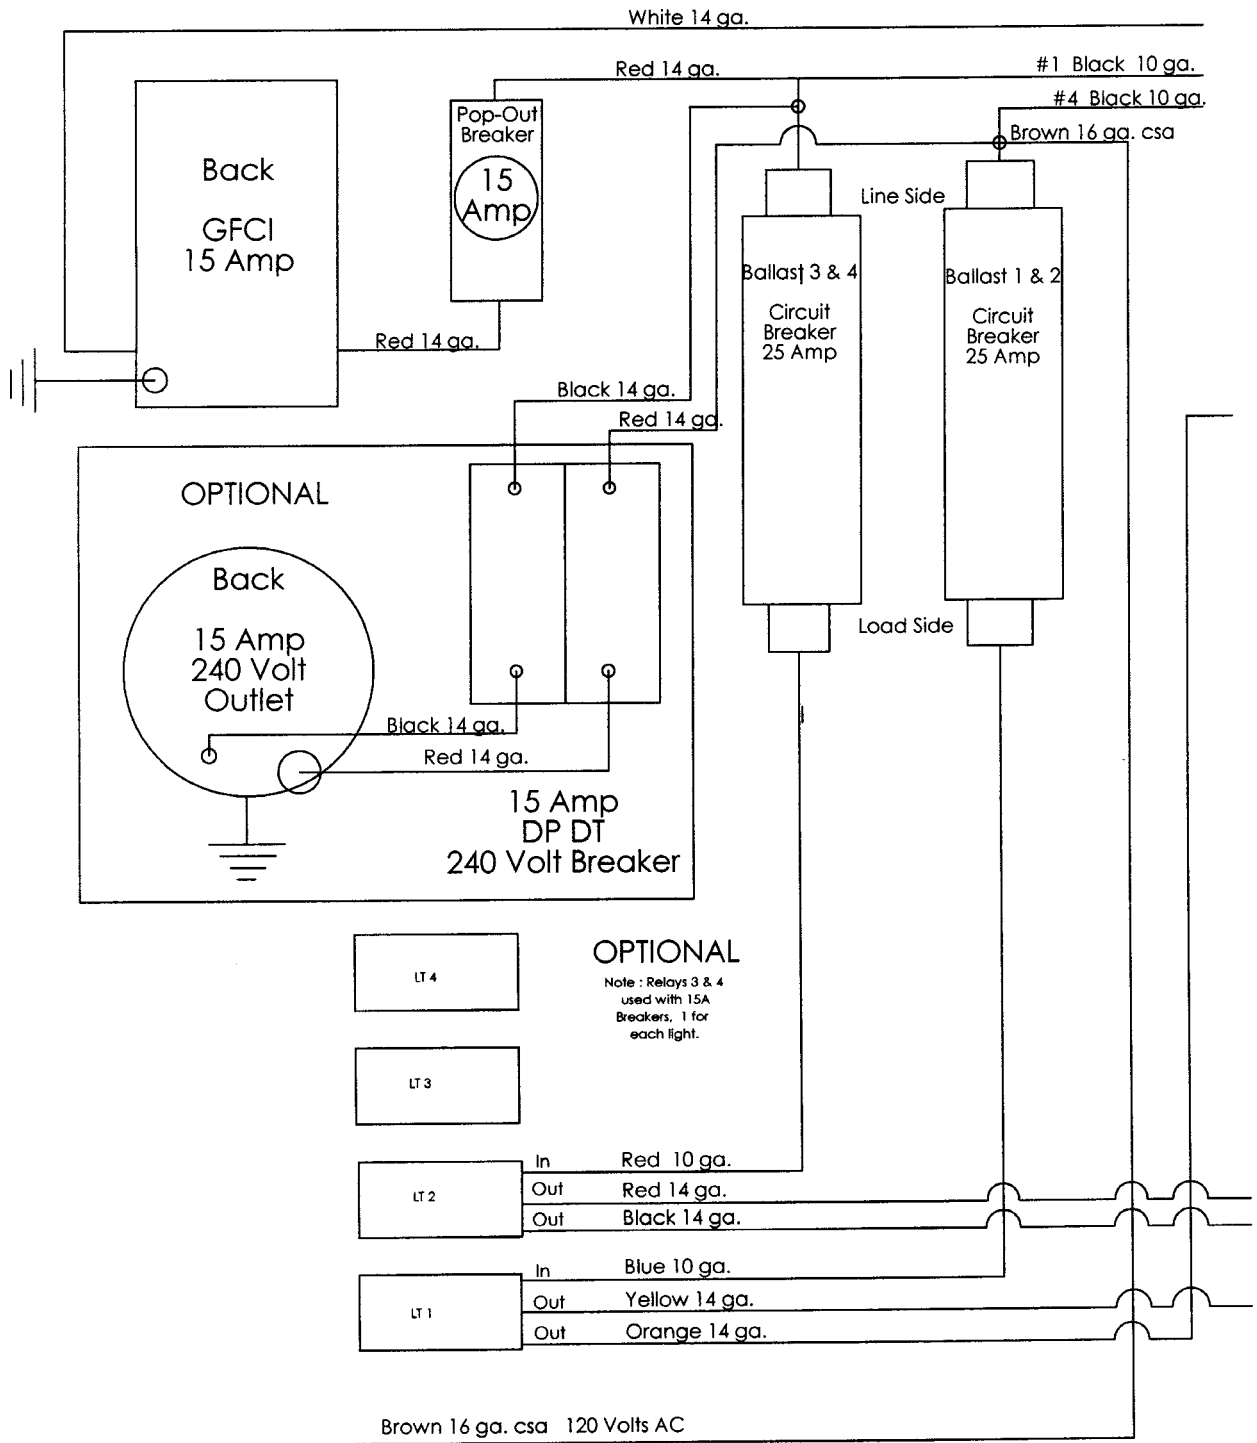 White 14 ga.
Red 14 ga.
#1 Black 10 ga.
#4 Black 10 ga.
Brown 16 ga. csa
Pop-Out
Breaker
15
Amp
Back
GFCI
15 Amp
Line Side
Ballast 3 & 4
Circuit
Breaker
25 Amp
Ballast 1 & 2
Circuit
Breaker
25 Amp
Red 14 ga.
Black 14 ga.
Red 14 ga.
OPTIONAL
Back
15 Amp
240 Volt
Outlet
Load Side
Black 14 ga.
Red 14 ga.
15 Amp
DP DT
240 Volt Breaker
LT 4
OPTIONAL
Note : Relays 3 & 4
used with 15A
Breakers, 1 for
each light.
LT 3
LT 2
In Red 10 ga.
Out Red 14 ga.
Out Black 14 ga.
LT 1
In Blue 10 ga.
Out Yellow 14 ga.
Out Orange 14 ga.
Brown 16 ga. csa 120 Volts AC